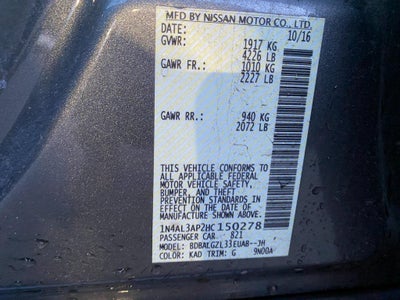 MFD BY NISSAN MOTOR CO., LTD.
DATE: 10/16
GVWR: 1917 KG
4226 LB
GAWR FR.: 1010 KG
2227 LB
GAWR RR.: 940 KG
2072 LB
THIS VEHICLE CONFORMS TO
ALL APPLICABLE FEDERAL
MOTOR VEHICLE SAFETY,
BUMPER, AND THEFT
PREVENTION STANDARDS
IN EFFECT ON THE DATE OF
MANUFACTURE SHOWN ABOVE.
1N4AL3AP2HC150278
PASSENGER CAR. 821
MODEL: BDBALGZL33EUAB--JH
COLOR: KAD TRIM: G 9N00A